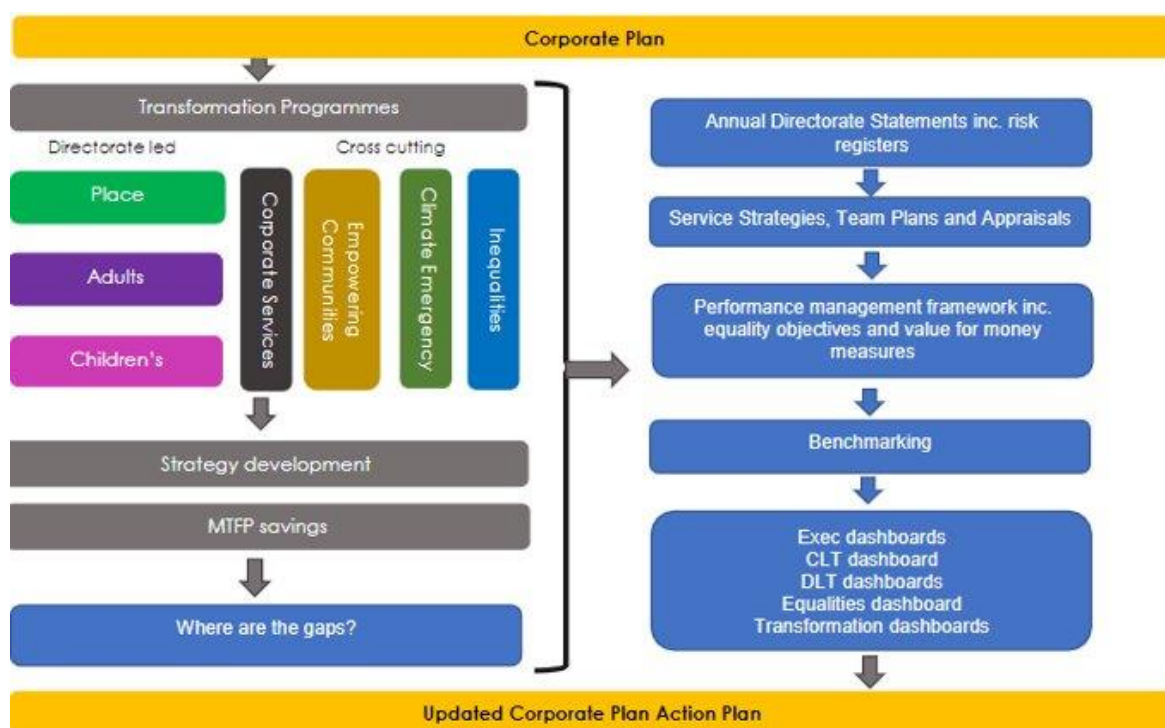 Corporate Plan
Transformation Programmes
Directorate led
Cross cutting
Place
Adults
Children's
Corporate Services
Empowering
Communities
Climate Emergency
Inequalities
Strategy development
MTFP savings
Where are the gaps?
Annual Directorate Statements inc. risk
registers
Service Strategies, Team Plans and Appraisals
Performance management framework inc.
equality objectives and value for money
measures
Benchmarking
Exec dashboards
CLT dashboard
DLT dashboards
Equalities dashboard
Transformation dashboards
Updated Corporate Plan Action Plan